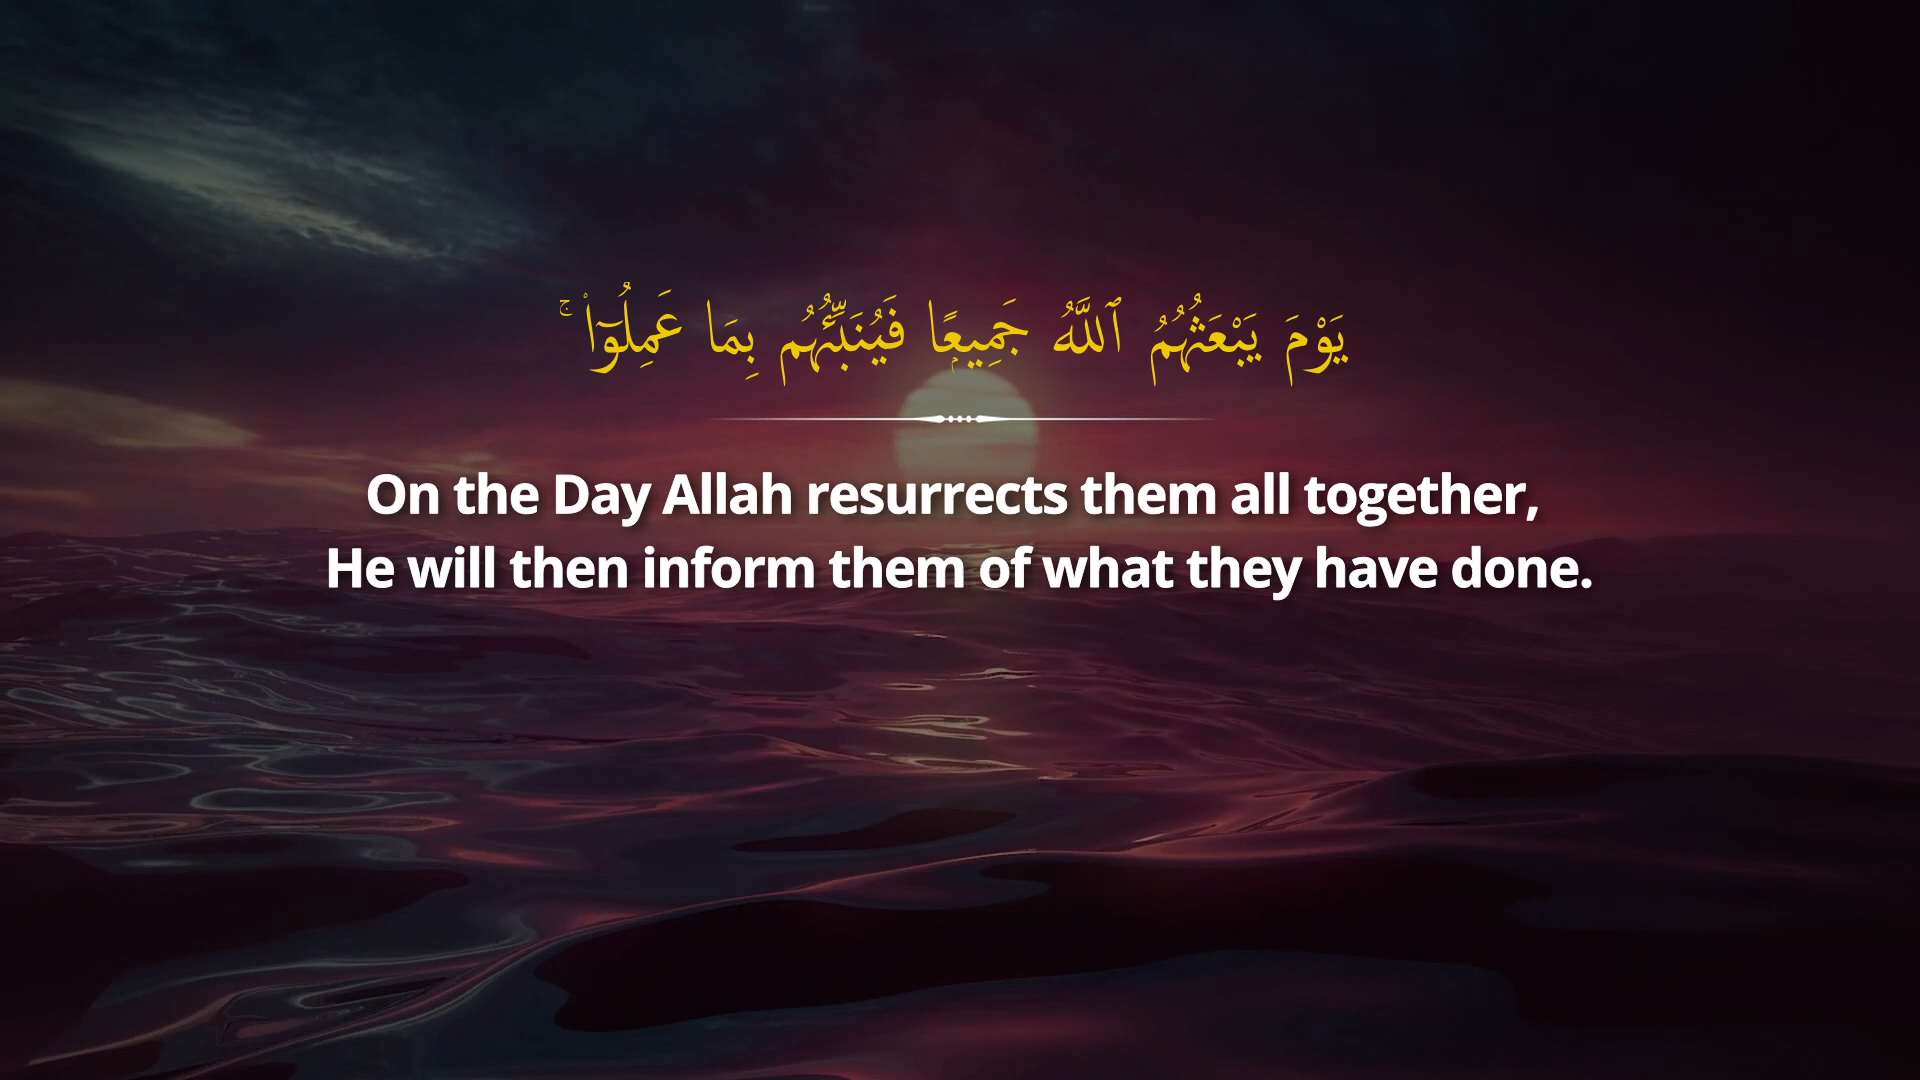 يَوْمَ يَبْعَثُهُمُ ٱللَّهُ جَمِيعًۭا فَيُنَبِّئُهُم بِمَا عَمِلُوٓا۟ ۚ
On the Day Allah resurrects them all together,
He will then inform them of what they have done.